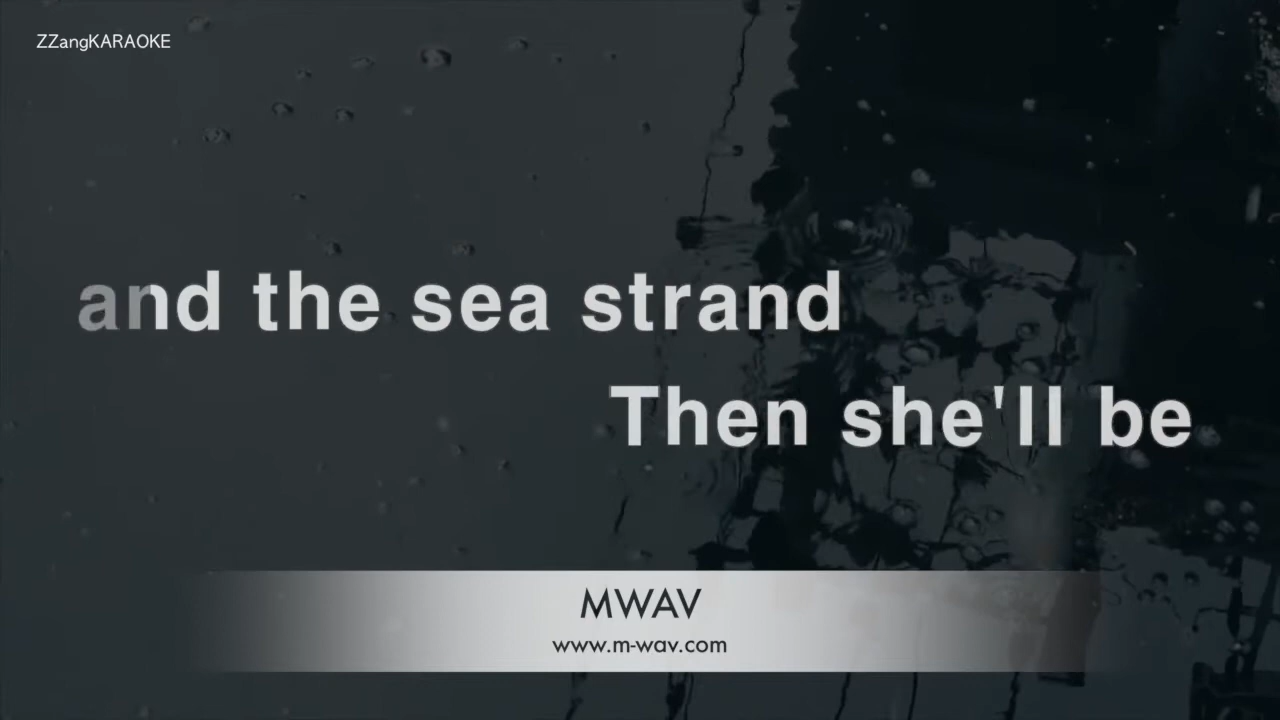 ZZangKARAOKE
and the sea strand
Then she'll be
MWAV
www.m-wav.com